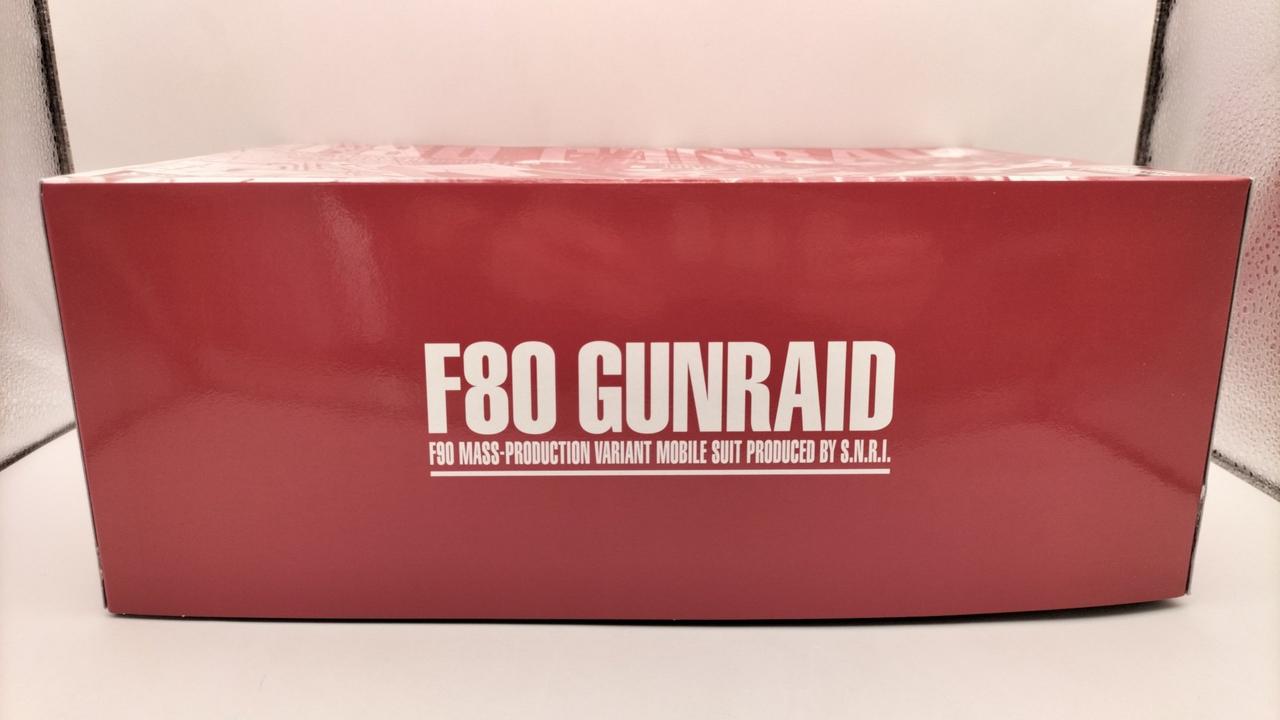 F80 GUNRAID
F90 MASS-PRODUCTION VARIANT MOBILE SUIT PRODUCED BY S.N.R.I.